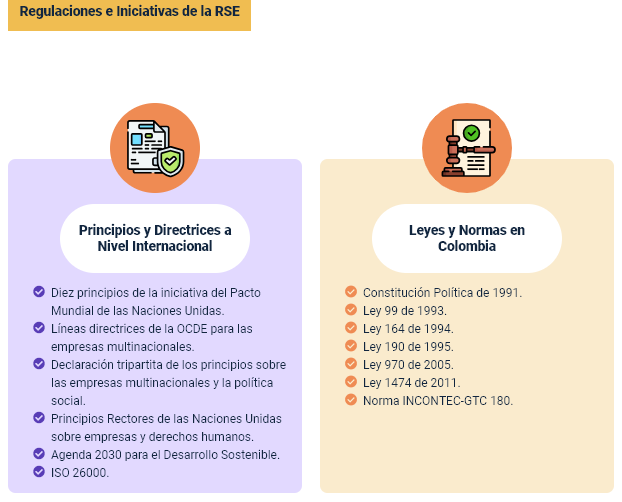 Regulaciones e Iniciativas de la RSE
Principios y Directrices a
Nivel Internacional
Diez principios de la iniciativa del Pacto
Mundial de las Naciones Unidas.
Líneas directrices de la OCDE para las
empresas multinacionales.
Declaración tripartita de los principios sobre
las empresas multinacionales y la política
social.
Principios Rectores de las Naciones Unidas
sobre empresas y derechos humanos.
Agenda 2030 para el Desarrollo Sostenible.
ISO 26000.
Leyes y Normas en
Colombia
Constitución Política de 1991.
Ley 99 de 1993.
Ley 164 de 1994.
Ley 190 de 1995.
Ley 970 de 2005.
Ley 1474 de 2011.
Norma INCONTEC-GTC 180.